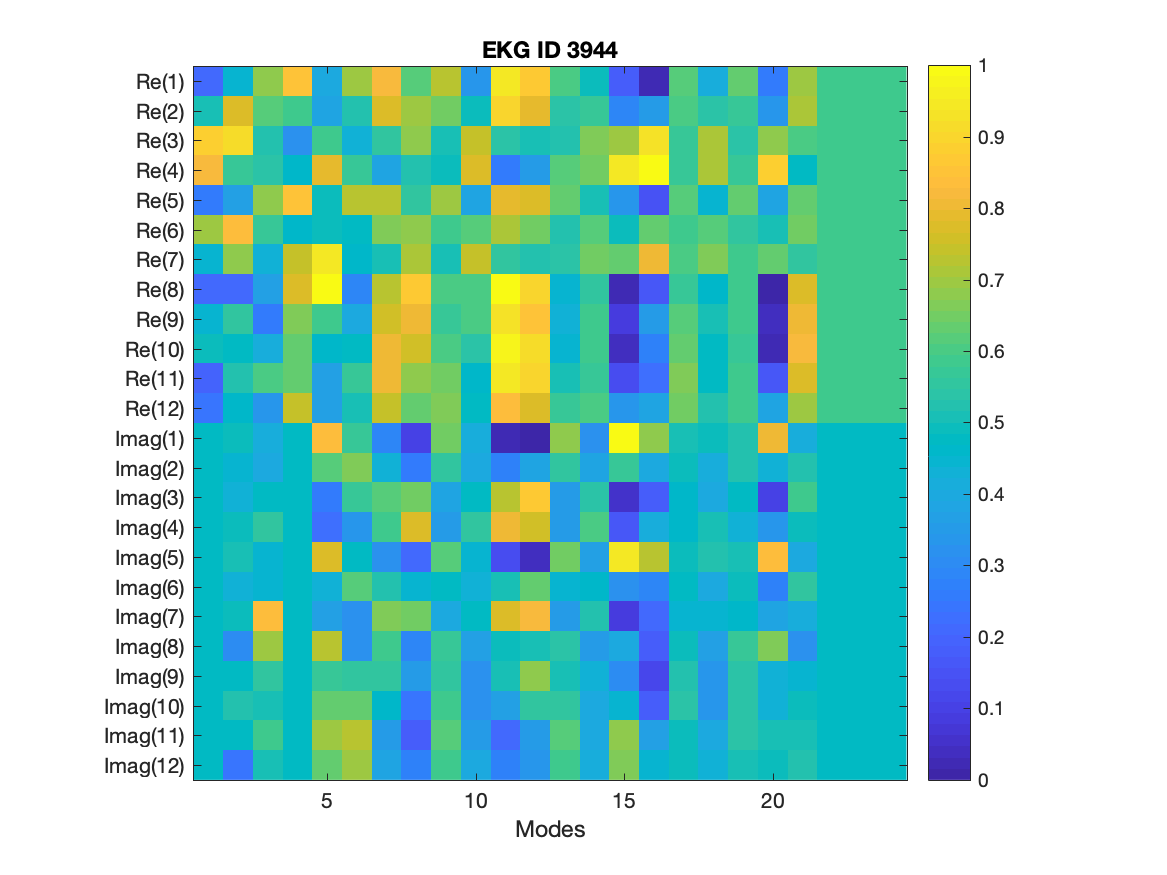 EKG ID 3944
Re(1)
Re(2)
Re(3)
Re(4)
Re(5)
Re(6)
Re(7)
Re(8)
Re(9)
Re(10)
Re(11)
Re(12)
Imag(1)
Imag(2)
Imag(3)
Imag(4)
Imag(5)
Imag(6)
Imag(7)
Imag(8)
Imag(9)
Imag(10)
Imag(11)
Imag(12)
5 10 15 20
Modes
1
0.9
0.8
0.7
0.6
0.5
0.4
0.3
0.2
0.1
0